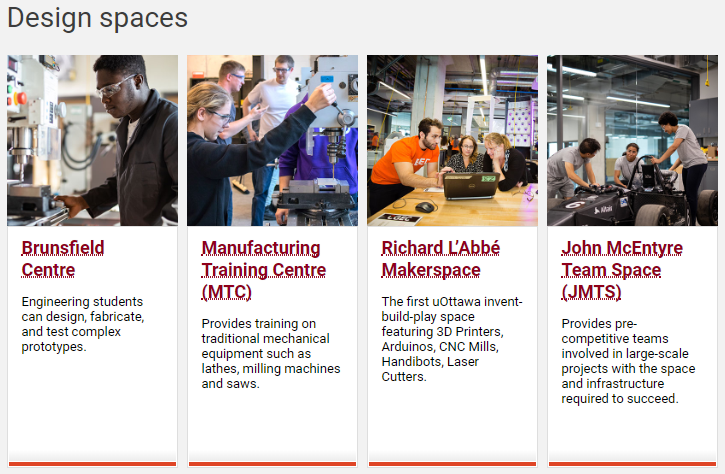 Design spaces
Brunsfield
Centre
Engineering students
can design, fabricate,
and test complex
prototypes.
Manufacturing
Training Centre
(MTC)
Provides training on
traditional mechanical
equipment such as
lathes, milling machines
and saws.
Richard L'Abbé
Makerspace
The first uOttawa invent-
build-play space
featuring 3D Printers,
Arduinos, CNC Mills,
Handibots, Laser
Cutters.
John McEntyre
Team Space
(JMTS)
Provides pre-
competitive teams
involved in large-scale
projects with the space
and infrastructure
required to succeed.